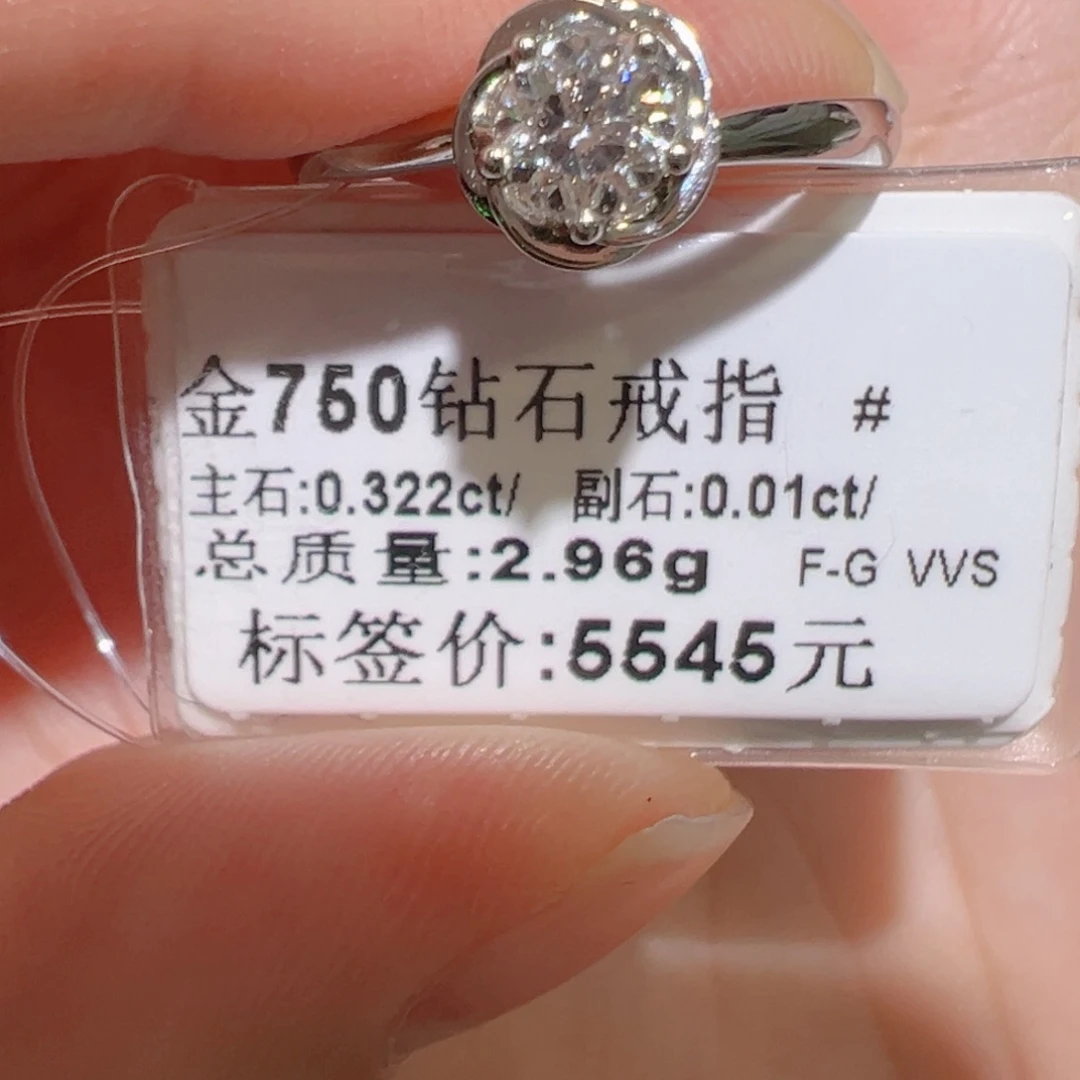 金750钻石戒指 #
主石:0.322ct/ 副石:0.01ct/
总质量:2.96g F-G VVS
标签价:5545元